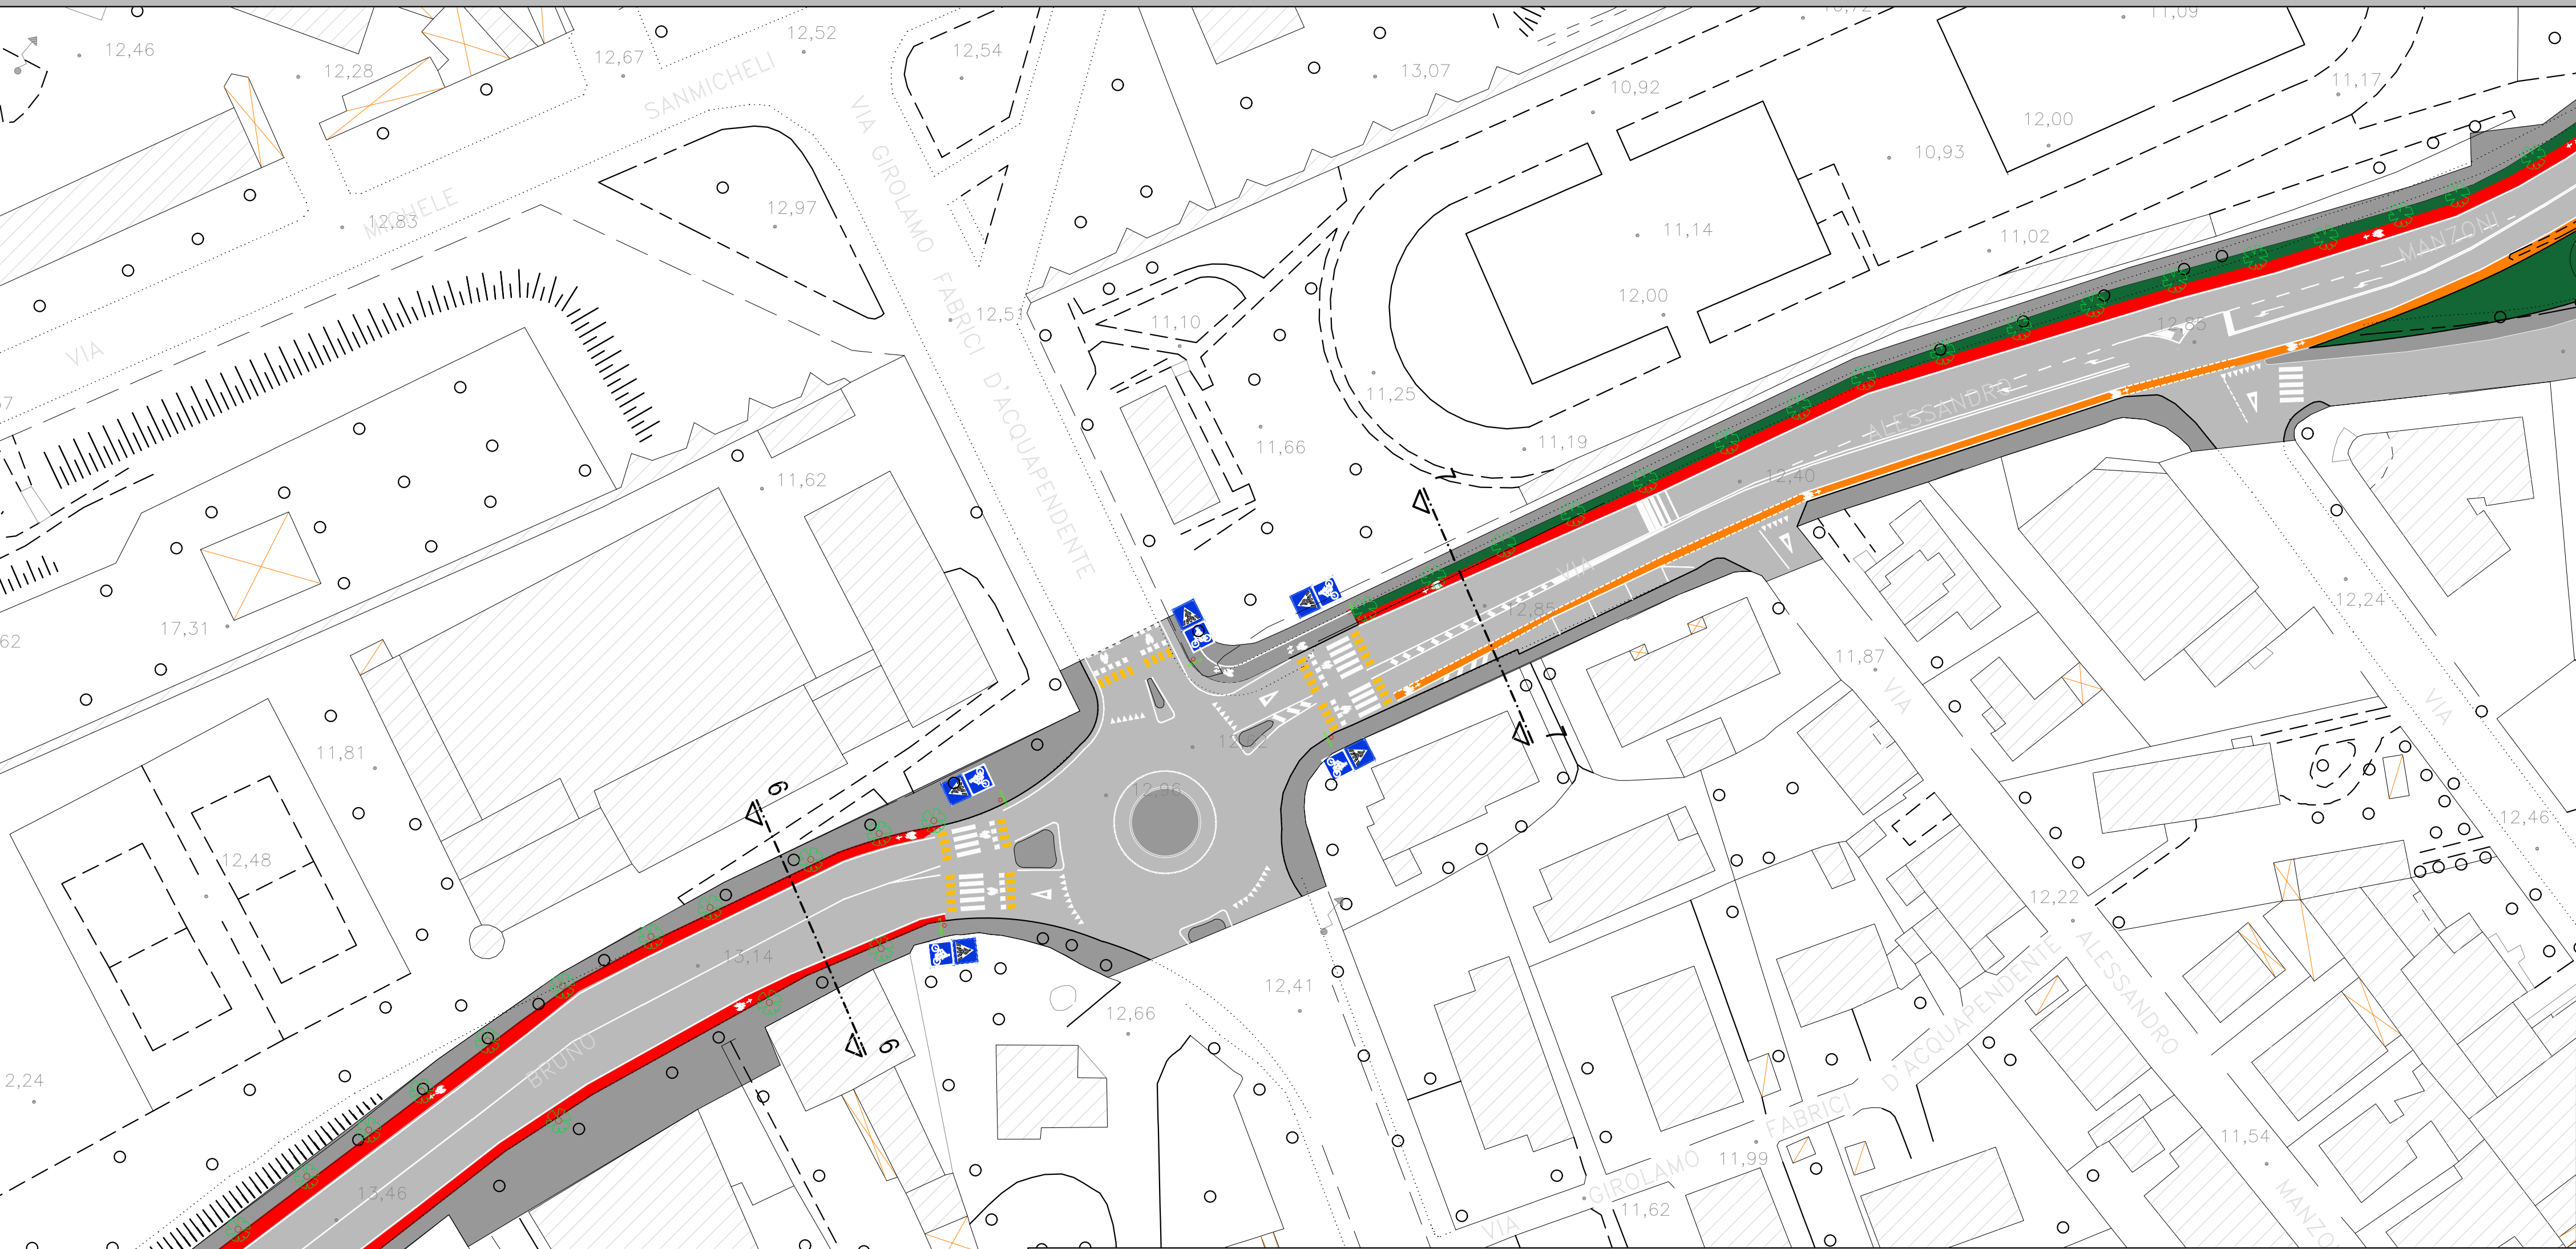 12,46
12,28
12,67
12,52
12,54
13,07
10,92
11,09
11,17
12,00
10,93
SANMICHELI
MICHELE
12,83
VIA
12,97
VIA GIROLAMO FABRICI D'ACQUAPENDENTE
11,10
11,14
12,00
11,02
MANZONI
11,25
11,66
11,19
12,85
ALESSANDRO
12,40
VIA
12,85
11,62
17,31
62
11,81
12,48
12,96
11,87
VIA
12,24
VIA
12,46
1
1
6
6
13,14
BRUNO
13,46
2,24
12,66
12,41
12,22
D'ACQUAPENDENTE
ALESSANDRO
FABRICI
GIROLAMO
VIA
11,99
11,62
11,54
MANZO